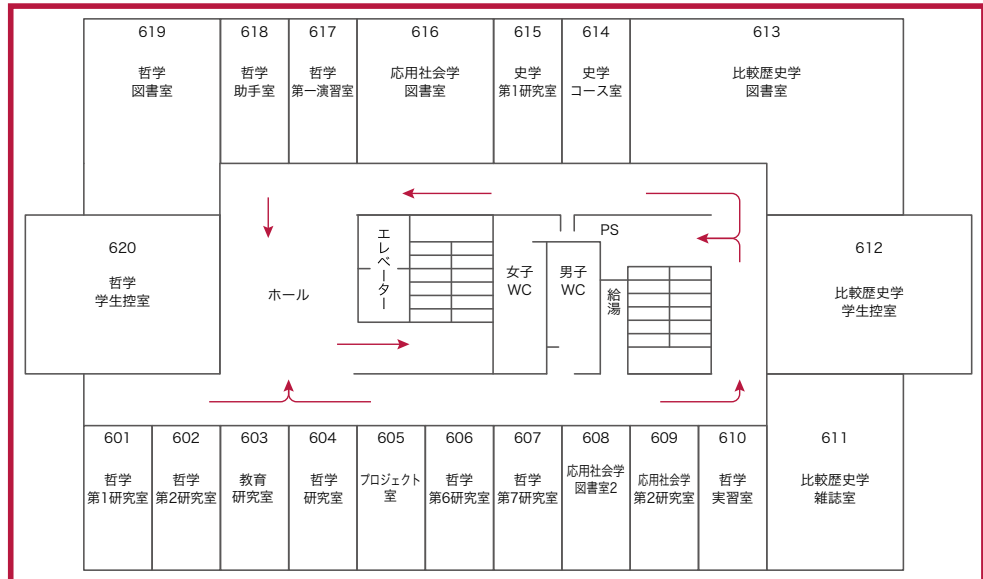 619
哲学
図書室
618
哲学
助手室
617
哲学
第一演習室
616
応用社会学
図書室
615
史学
第1研究室
614
史学
コース室
613
比較歴史学
図書室
620
哲学
学生控室
ホール
エレベーター
女子
WC
男子
WC
PS
給湯
612
比較歴史学
学生控室
601
哲学
第1研究室
602
哲学
第2研究室
603
教育
研究室
604
哲学
研究室
605
プロジェクト
室
606
哲学
第6研究室
607
哲学
第7研究室
608
応用社会学
図書室2
609
応用社会学
第2研究室
610
哲学
実習室
611
比較歴史学
雑誌室